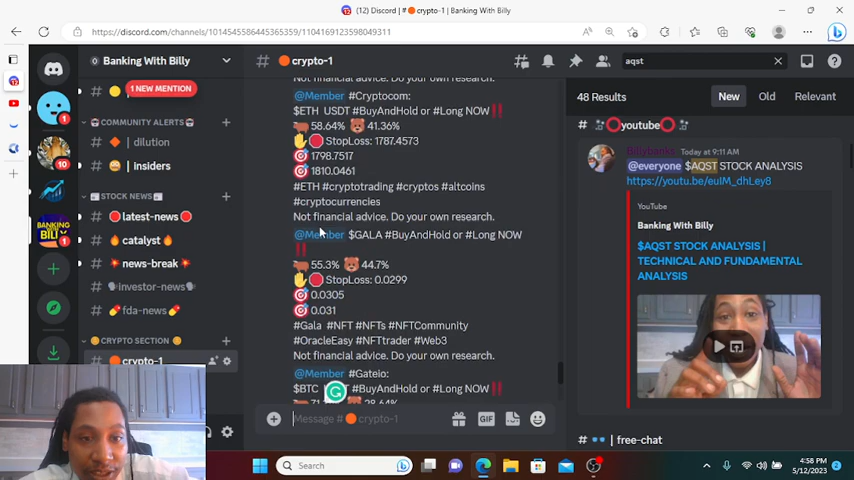 (12) Discord | # crypto-1 | Banking With Billy
https://discord.com/channels/1014545586445365359/1104169123598049311
Banking With Billy
crypto-1
aqst
1 NEW MENTION
COMMUNITY ALERTS
dilution
insiders
STOCK NEWS
latest-news
catalyst
news-break
investor-news
fda-news
CRYPTO SECTION
crypto-1
Not financial advice. Do your own research.
@Member #Cryptocom:
$ETH USDT #BuyAndHold or #Long NOW‼
58.64% 41.36%
StopLoss: 1787.4573
1798.7517
1810.0461
#ETH #cryptotrading #cryptos #altcoins
#cryptocurrencies
Not financial advice. Do your own research.
@Member $GALA #BuyAndHold or #Long NOW
‼
55.3% 44.7%
StopLoss: 0.0299
0.0305
0.031
#Gala #NFT #NFTs #NFTCommunity
#OracleEasy #NFTtrader #Web3
Not financial advice. Do your own research.
@Member #Gateio:
$BTC #BuyAndHold or #Long NOW‼
28.64%
Message # crypto-1
GIF
48 Results
New Old Relevant
# youtube
Billybanks Today at 9:11 AM
@everyone $AQST STOCK ANALYSIS
YouTube
Banking With Billy
$AQST STOCK ANALYSIS |
TECHNICAL AND FUNDAMENTAL
ANALYSIS
# | free-chat
Search
4:58 PM
5/12/2023